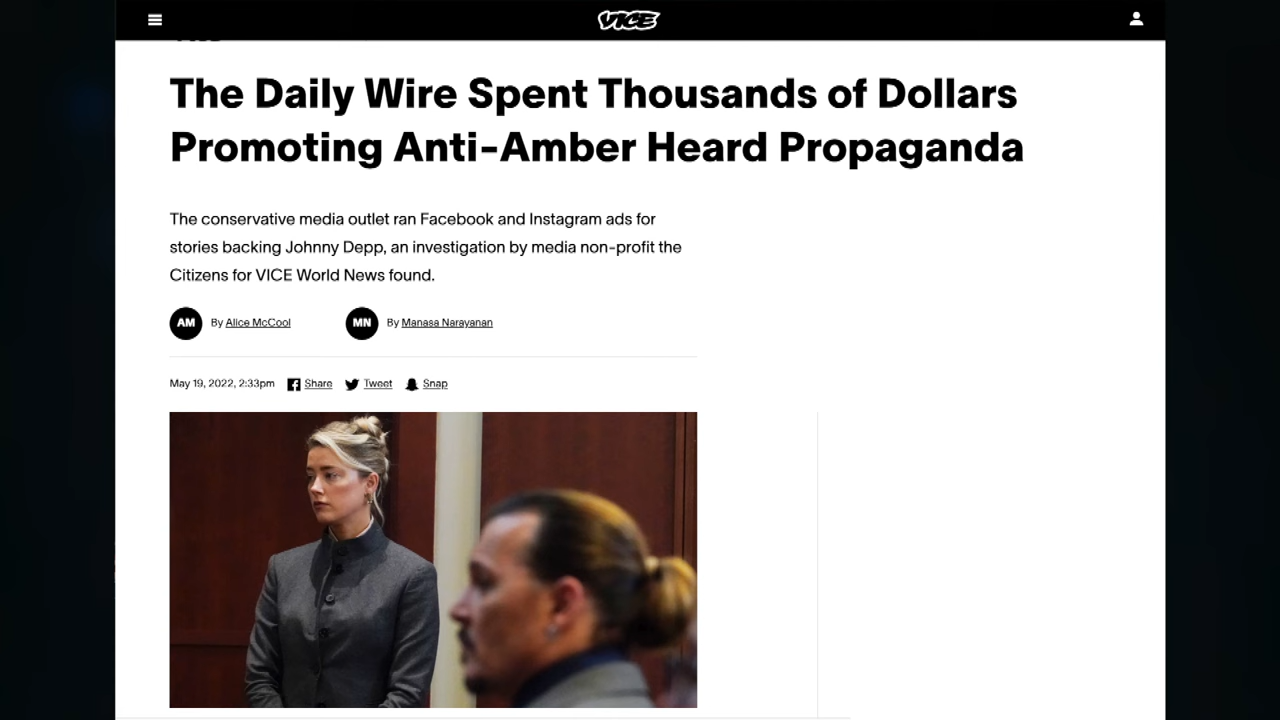 VICE
The Daily Wire Spent Thousands of Dollars
Promoting Anti-Amber Heard Propaganda
The conservative media outlet ran Facebook and Instagram ads for
stories backing Johnny Depp, an investigation by media non-profit the
Citizens for VICE World News found.
AM By Alice McCool MN By Manasa Narayanan
May 19, 2022, 2:33pm Share Tweet Snap